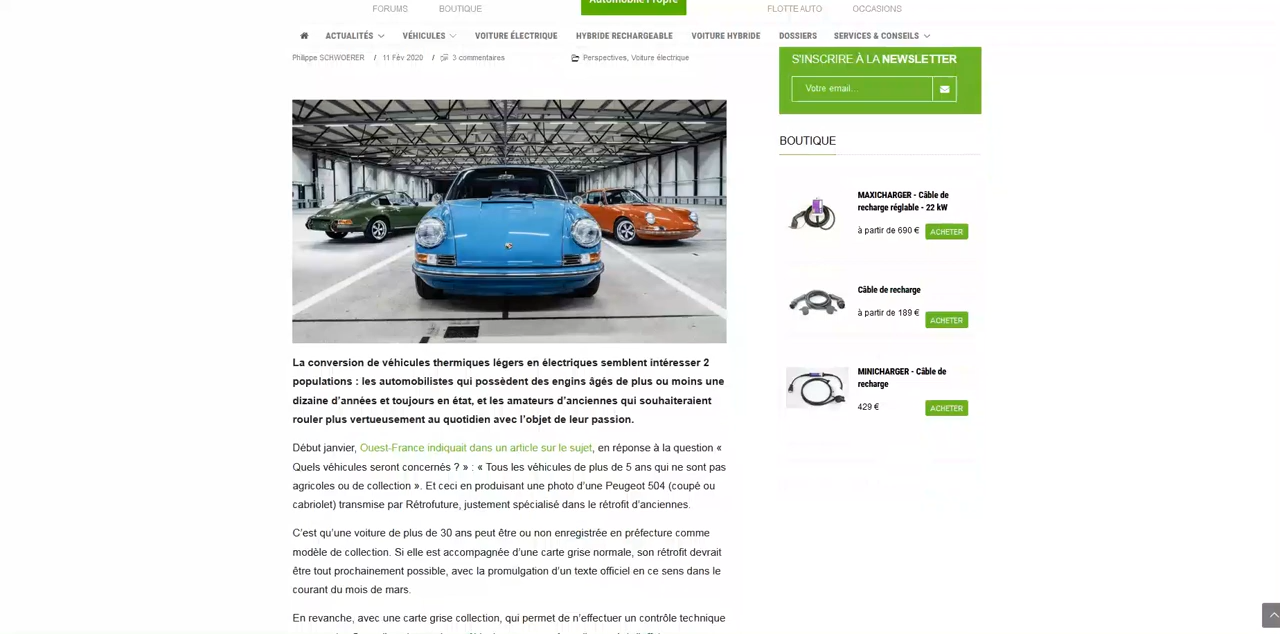 FORUMS BOUTIQUE Automobile Propre FLOTTE AUTO OCCASIONS
ACTUALITÉS VÉHICULES VOITURE ÉLECTRIQUE HYBRIDE RECHARGEABLE VOITURE HYBRIDE DOSSIERS SERVICES & CONSEILS
Philippe SCHWOERER / 11 Fév 2020 / 3 commentaires Perspectives, Voiture électrique
La conversion de véhicules thermiques légers en électriques semblent intéresser 2
populations : les automobilistes qui possèdent des engins âgés de plus ou moins une
dizaine d’années et toujours en état, et les amateurs d’anciennes qui souhaiteraient
rouler plus vertueusement au quotidien avec l’objet de leur passion.
Début janvier, Ouest-France indiquait dans un article sur le sujet, en réponse à la question «
Quels véhicules seront concernés ? » : « Tous les véhicules de plus de 5 ans qui ne sont pas
agricoles ou de collection ». Et ceci en produisant une photo d’une Peugeot 504 (coupé ou
cabriolet) transmise par Rétrofuture, justement spécialisé dans le rétrofit d’anciennes.
C’est qu’une voiture de plus de 30 ans peut être ou non enregistrée en préfecture comme
modèle de collection. Si elle est accompagnée d’une carte grise normale, son rétrofit devrait
être tout prochainement possible, avec la promulgation d’un texte officiel en ce sens dans le
courant du mois de mars.
En revanche, avec une carte grise collection, qui permet de n’effectuer un contrôle technique
S'INSCRIRE À LA NEWSLETTER
Votre email...
BOUTIQUE
MAXICHARGER - Câble de
recharge réglable - 22 kW
à partir de 690 € ACHETER
Câble de recharge
à partir de 189 € ACHETER
MINICHARGER - Câble de
recharge
429 € ACHETER